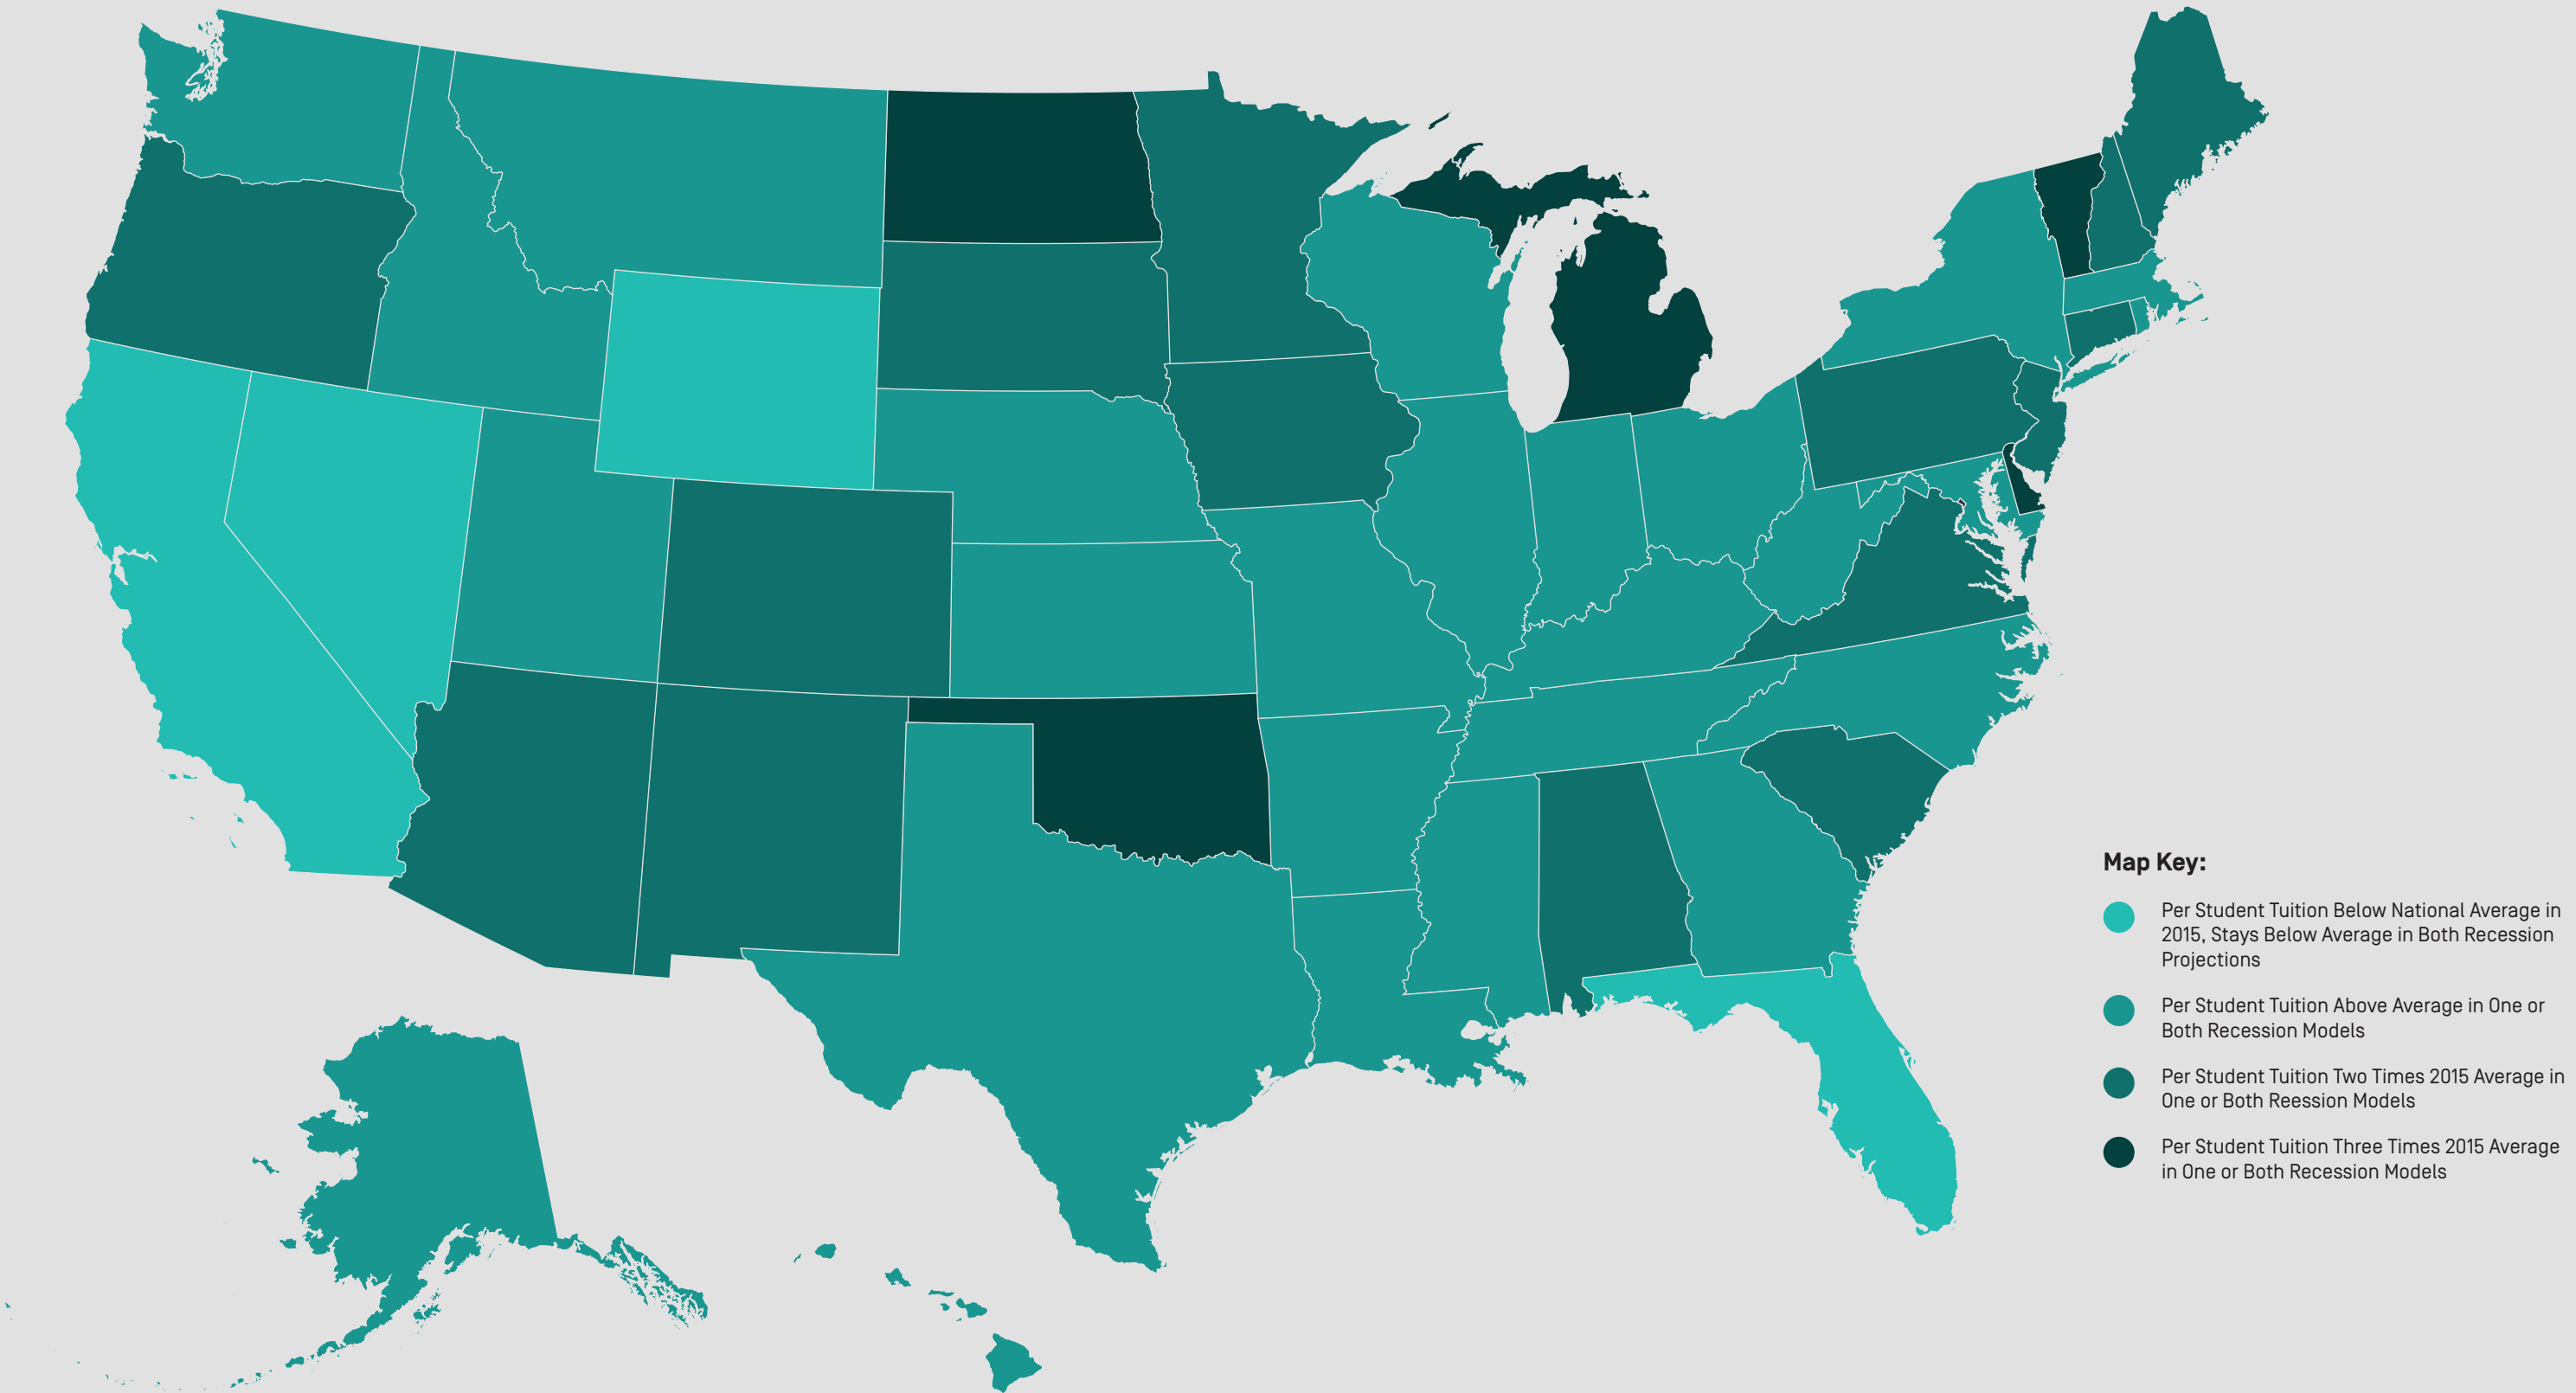 Map Key:
Per Student Tuition Below National Average in
2015, Stays Below Average in Both Recession
Projections
Per Student Tuition Above Average in One or
Both Recession Models
Per Student Tuition Two Times 2015 Average in
One or Both Reession Models
Per Student Tuition Three Times 2015 Average
in One or Both Recession Models